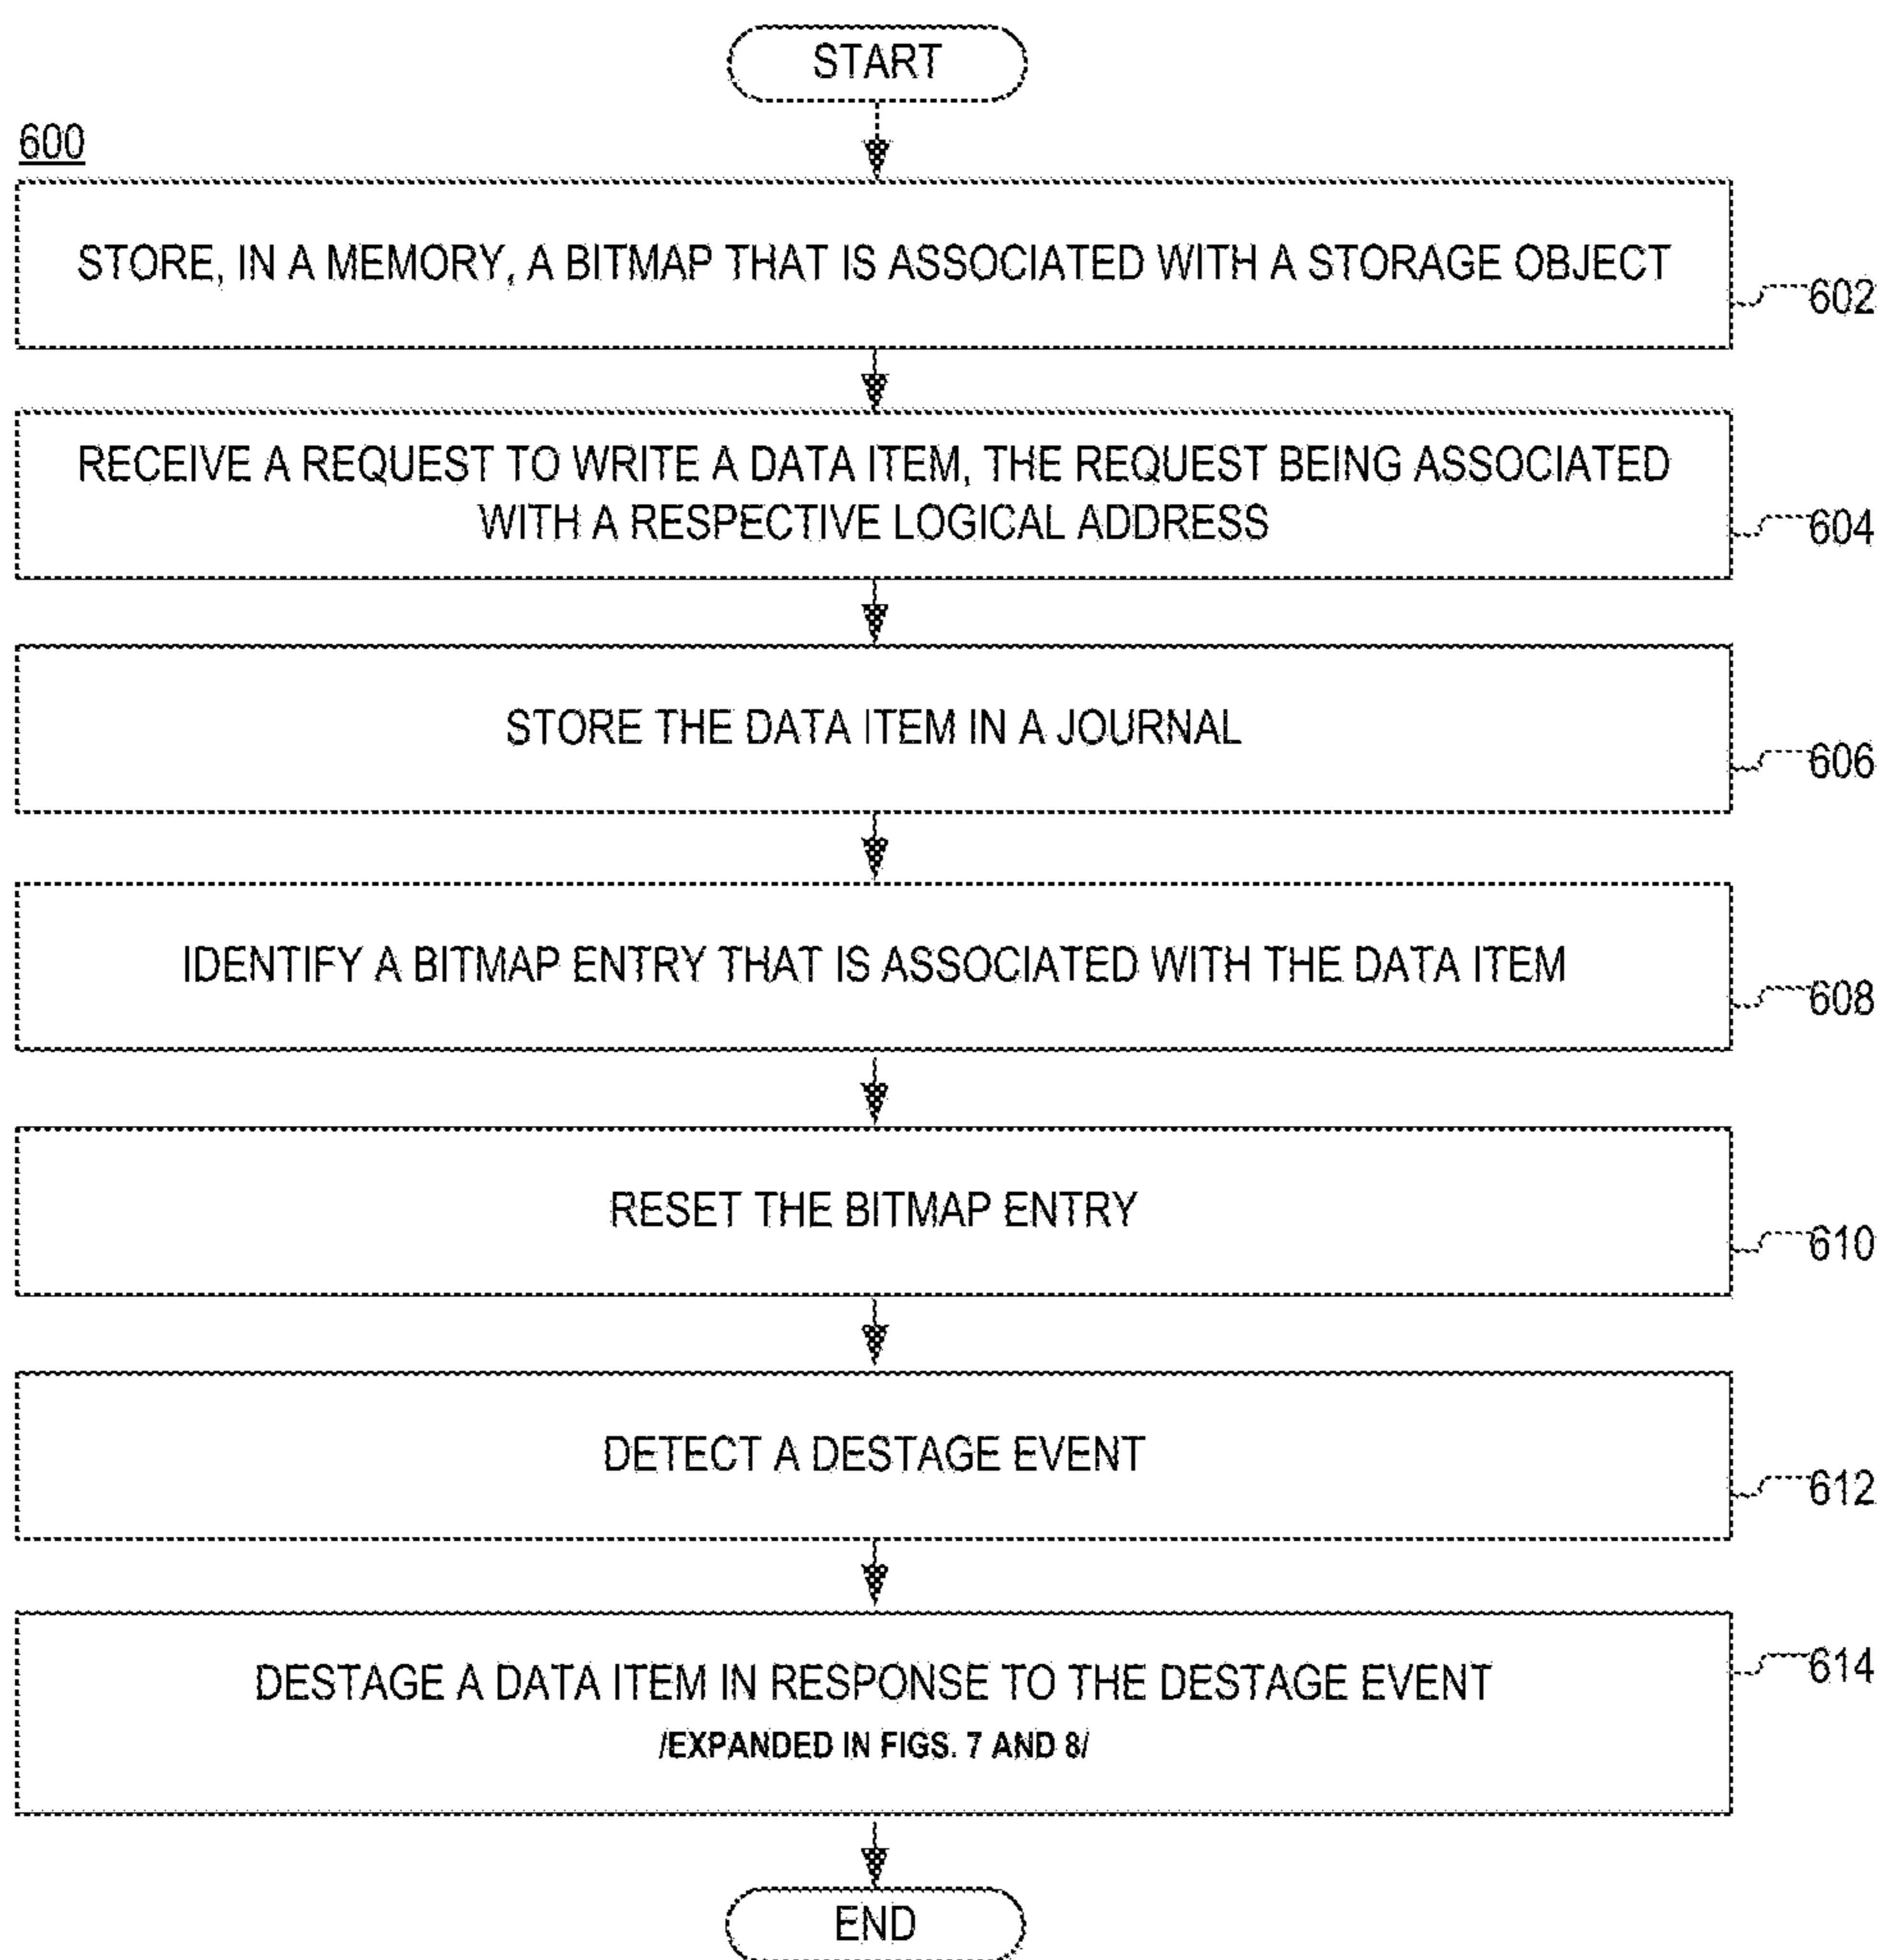 START
600
STORE, IN A MEMORY, A BITMAP THAT IS ASSOCIATED WITH A STORAGE OBJECT
602
RECEIVE A REQUEST TO WRITE A DATA ITEM, THE REQUEST BEING ASSOCIATED
WITH A RESPECTIVE LOGICAL ADDRESS
604
STORE THE DATA ITEM IN A JOURNAL
606
IDENTIFY A BITMAP ENTRY THAT IS ASSOCIATED WITH THE DATA ITEM
608
RESET THE BITMAP ENTRY
610
DETECT A DESTAGE EVENT
612
DESTAGE A DATA ITEM IN RESPONSE TO THE DESTAGE EVENT
614
/EXPANDED IN FIGS. 7 AND 8/
END